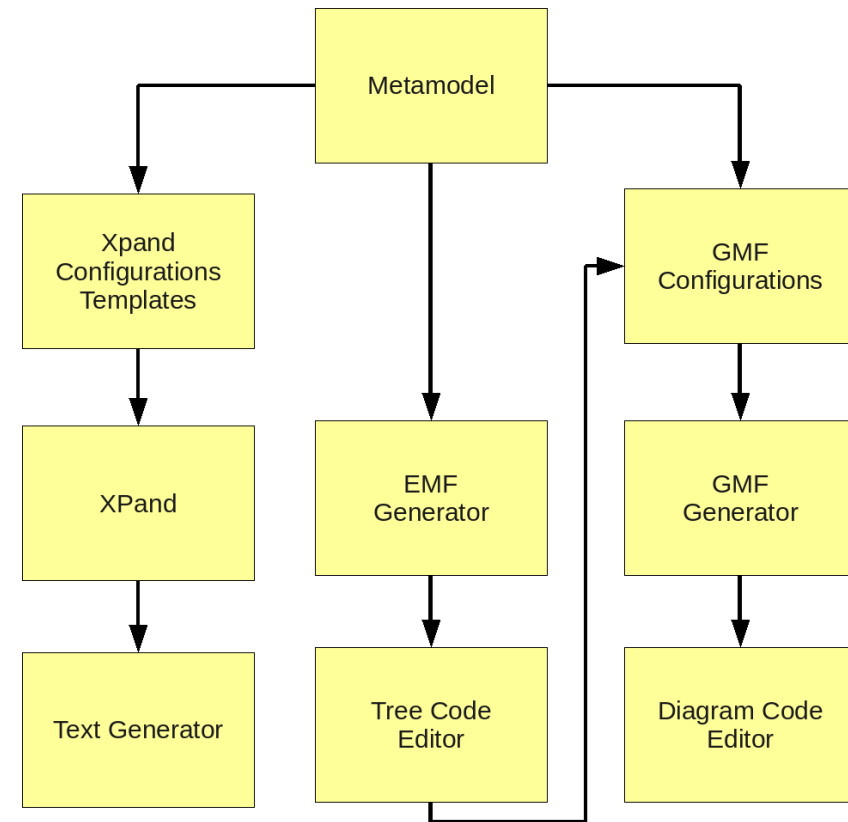 Metamodel
Xpand
Configurations
Templates
GMF
Configurations
XPand
EMF
Generator
GMF
Generator
Text Generator
Tree Code
Editor
Diagram Code
Editor